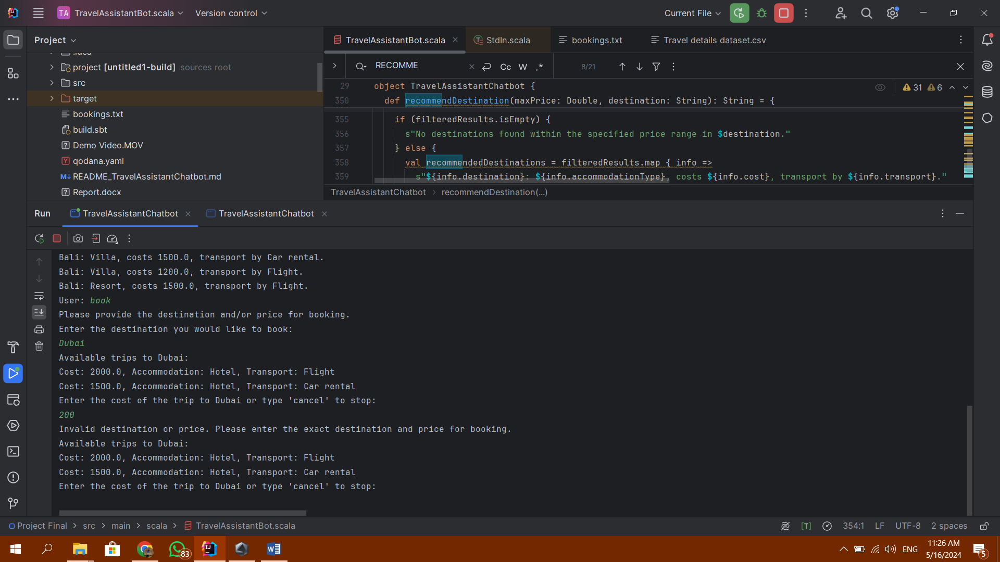 TA TravelAssistantBot.scala Version control Current File
Project
TravelAssistantBot.scala StdIn.scala bookings.txt Travel details dataset.csv
.idea
project [untitled1-build] sources root
src
target
bookings.txt
build.sbt
Demo Video.MOV
qodana.yaml
README_TravelAssistantChatbot.md
Report.docx
RECOMME Cc W .* 8/21
29 object TravelAssistantChatbot {
31 6
350 def recommendDestination(maxPrice: Double, destination: String): String = {
355 if (filteredResults.isEmpty) {
356 s"No destinations found within the specified price range in $destination."
357 } else {
358 val recommendedDestinations = filteredResults.map { info =>
359 s"${info.destination}: ${info.accommodationType}, costs ${info.cost}, transport by ${info.transport}."
TravelAssistantChatbot > recommendDestination(...)
Run TravelAssistantChatbot TravelAssistantChatbot
Bali: Villa, costs 1500.0, transport by Car rental.
Bali: Villa, costs 1200.0, transport by Flight.
Bali: Resort, costs 1500.0, transport by Flight.
User: book
Please provide the destination and/or price for booking.
Enter the destination you would like to book:
Dubai
Available trips to Dubai:
Cost: 2000.0, Accommodation: Hotel, Transport: Flight
Cost: 1500.0, Accommodation: Hotel, Transport: Car rental
Enter the cost of the trip to Dubai or type 'cancel' to stop:
200
Invalid destination or price. Please enter the exact destination and price for booking.
Available trips to Dubai:
Cost: 2000.0, Accommodation: Hotel, Transport: Flight
Cost: 1500.0, Accommodation: Hotel, Transport: Car rental
Enter the cost of the trip to Dubai or type 'cancel' to stop:
Project Final > src > main > scala > TravelAssistantBot.scala
[T] 354:1 LF UTF-8 2 spaces
83
ENG
11:26 AM
5/16/2024
5